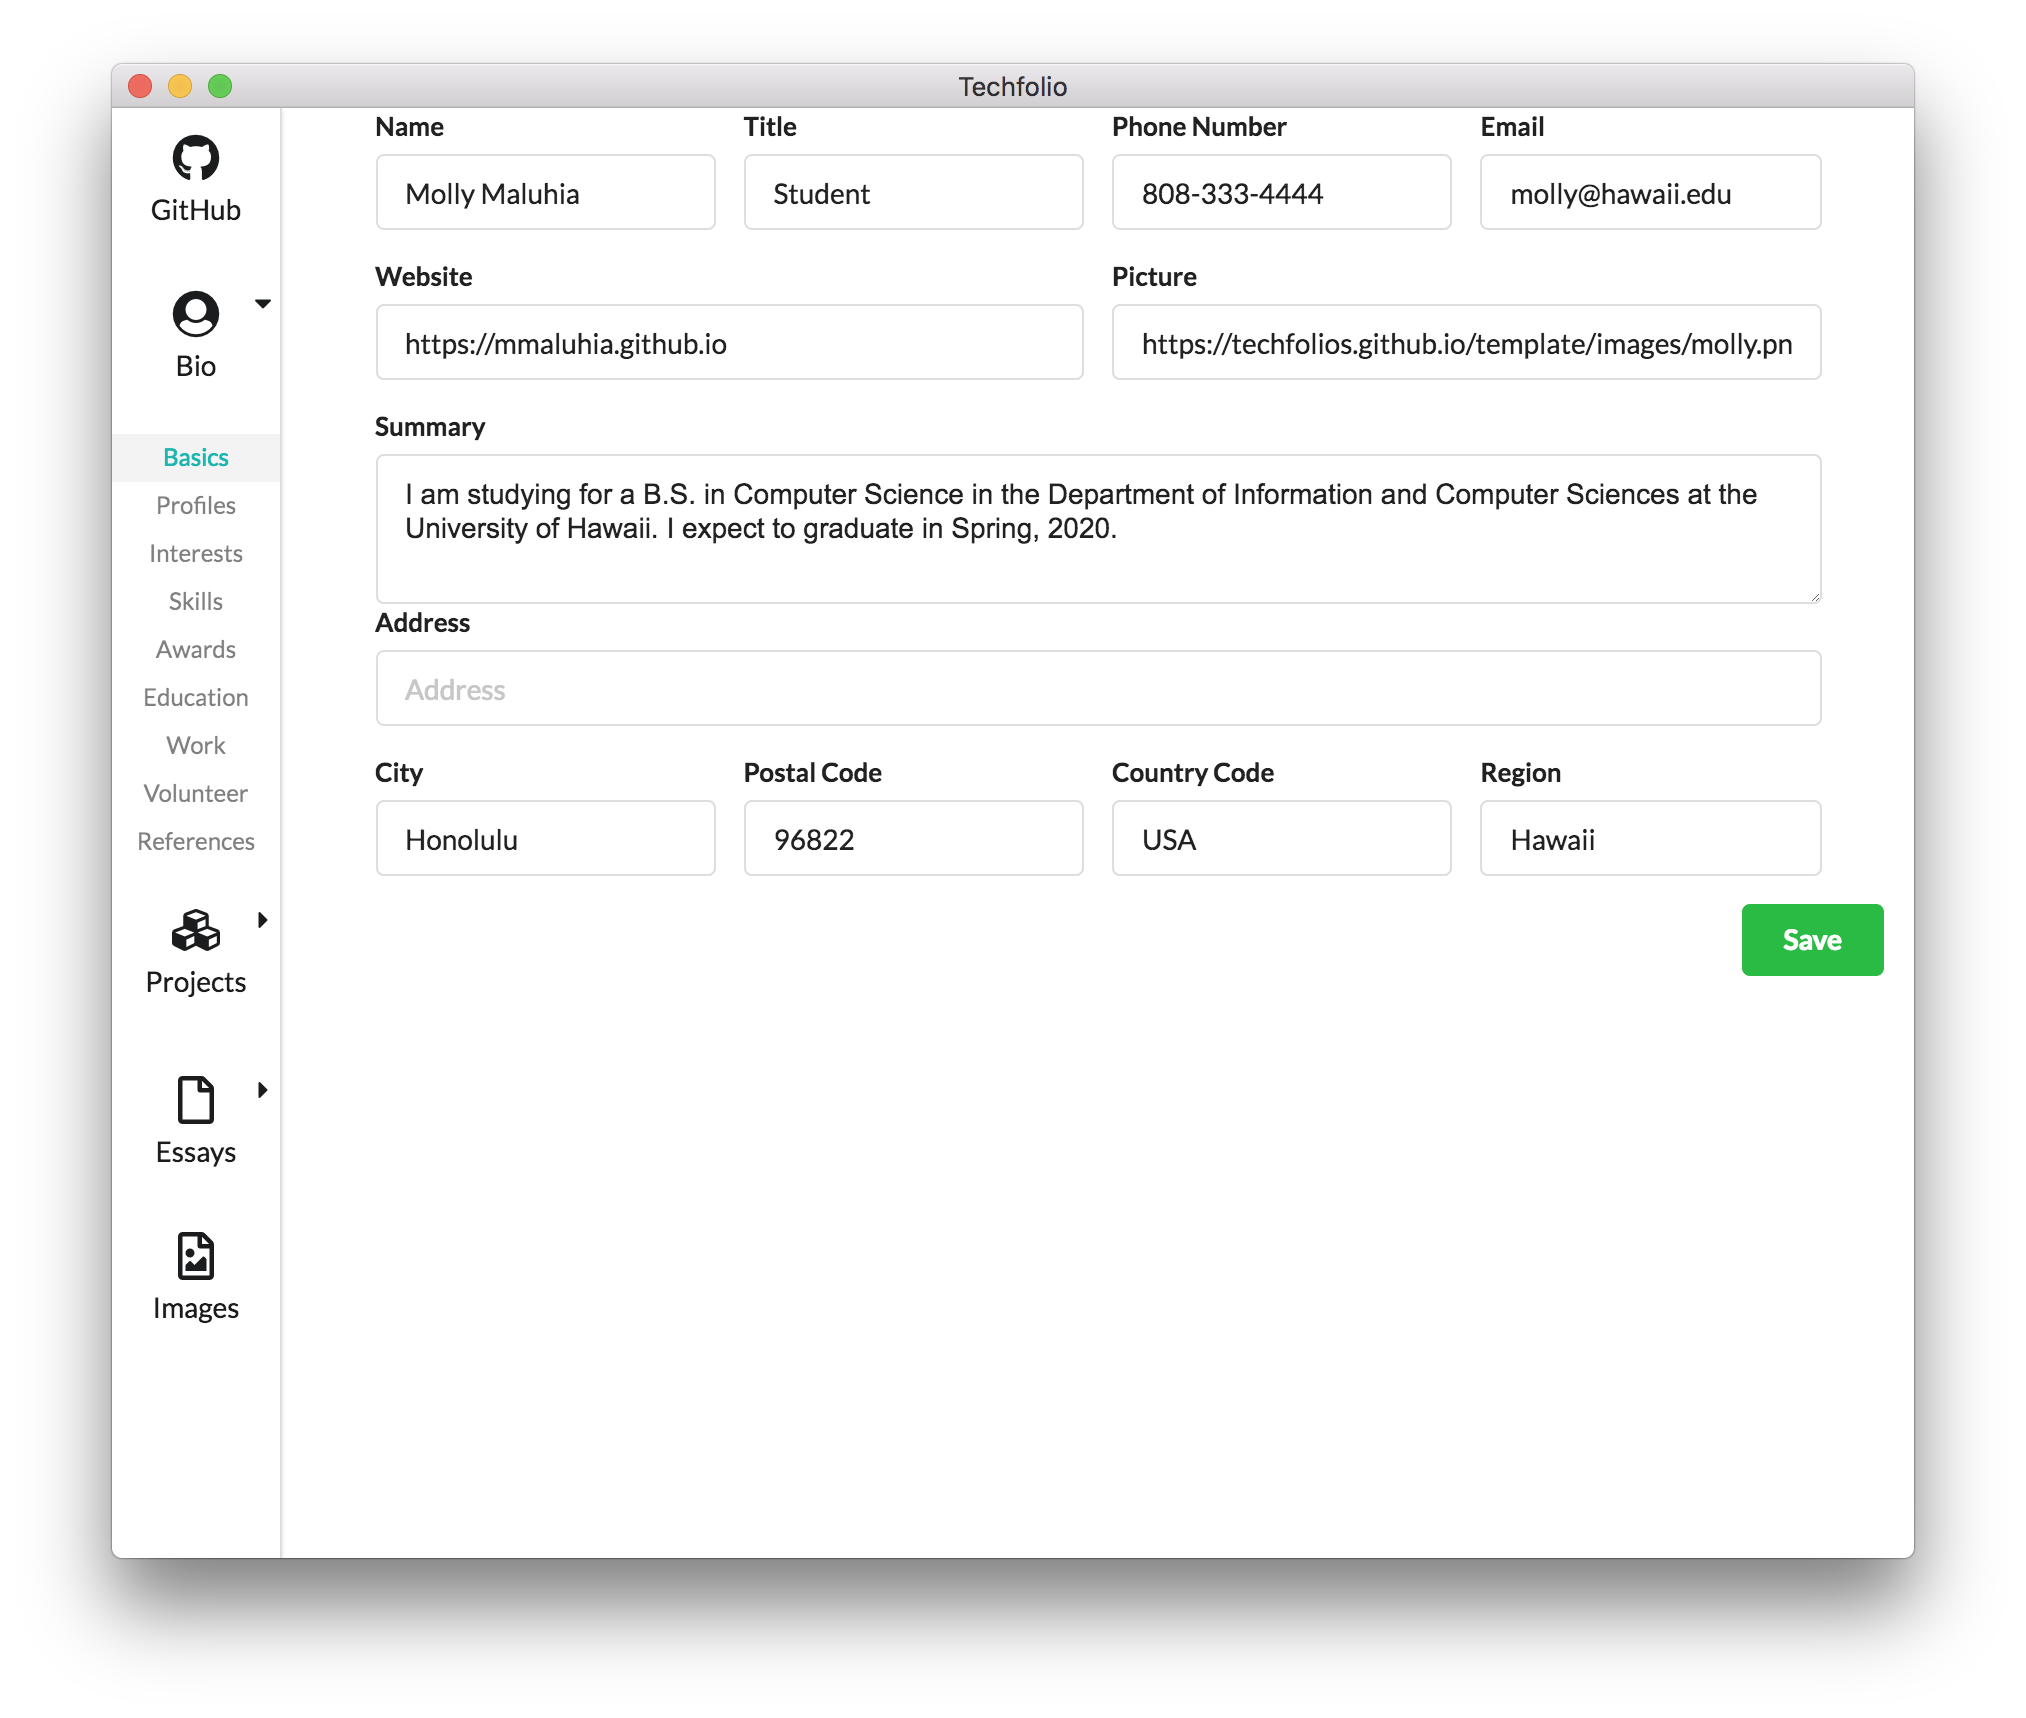 Techfolio
GitHub
Bio
Basics
Profiles
Interests
Skills
Awards
Education
Work
Volunteer
References
Projects
Essays
Images
Name Title Phone Number Email
Molly Maluhia Student 808-333-4444 molly@hawaii.edu
Website Picture
https://mmaluhia.github.io https://techfolios.github.io/template/images/molly.pn
Summary
I am studying for a B.S. in Computer Science in the Department of Information and Computer Sciences at the
University of Hawaii. I expect to graduate in Spring, 2020.
Address
Address
City Postal Code Country Code Region
Honolulu 96822 USA Hawaii
Save